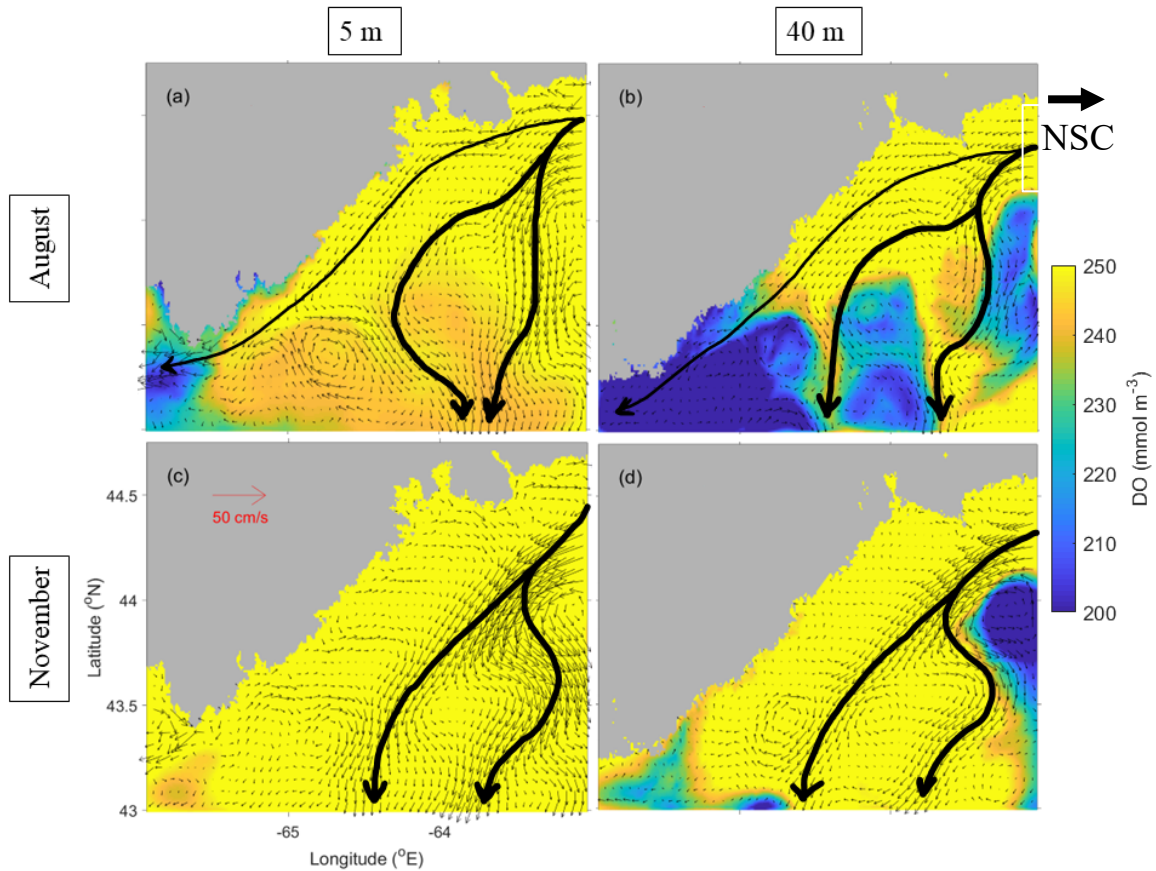 5 m
40 m
August
(a)
(b)
NSC
250
240
230
220
210
200
DO (mmol m⁻³)
November
(c)
50 cm/s
(d)
44.5
44
43.5
43
Latitude (°N)
-65
-64
Longitude (°E)